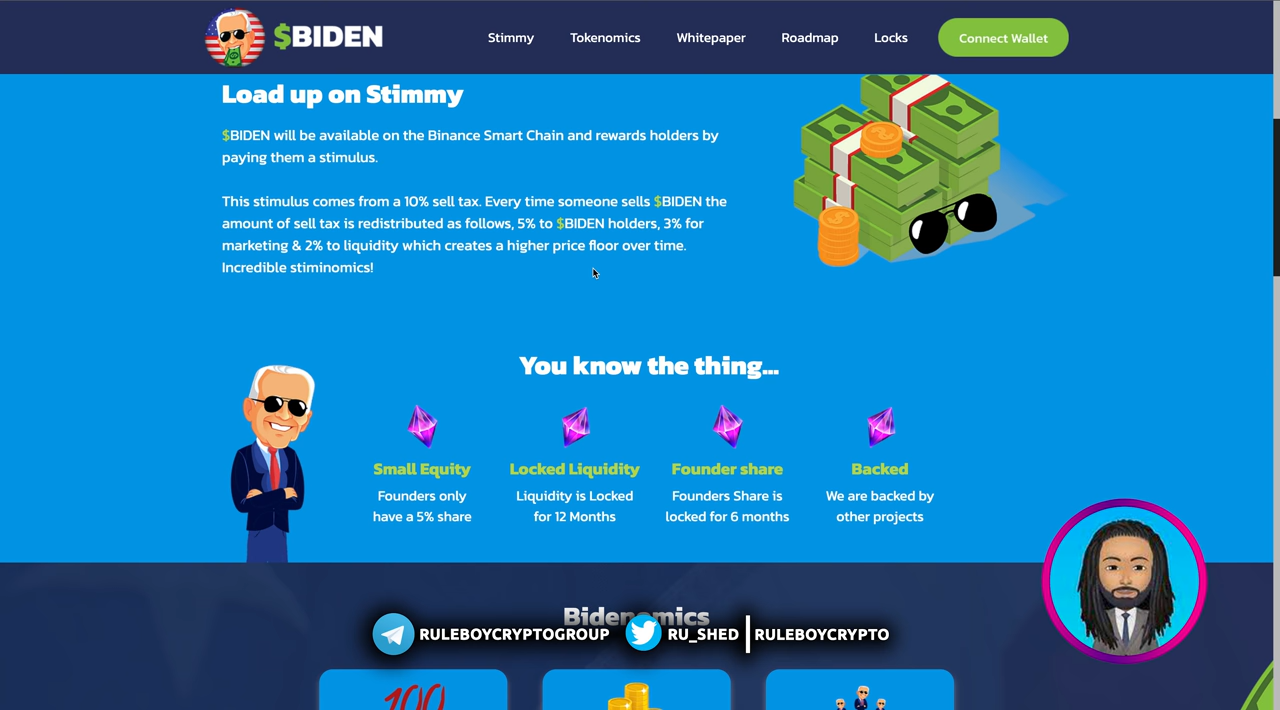 $BIDEN
Stimmy Tokenomics Whitepaper Roadmap Locks Connect Wallet
Load up on Stimmy
$BIDEN will be available on the Binance Smart Chain and rewards holders by
paying them a stimulus.
This stimulus comes from a 10% sell tax. Every time someone sells $BIDEN the
amount of sell tax is redistributed as follows, 5% to $BIDEN holders, 3% for
marketing & 2% to liquidity which creates a higher price floor over time.
Incredible stiminomics!
You know the thing...
Small Equity
Founders only
have a 5% share
Locked Liquidity
Liquidity is Locked
for 12 Months
Founder share
Founders Share is
locked for 6 months
Backed
We are backed by
other projects
Bidenomics
RULEBOYCRYPTOGROUP RU_SHED RULEBOYCRYPTO
100